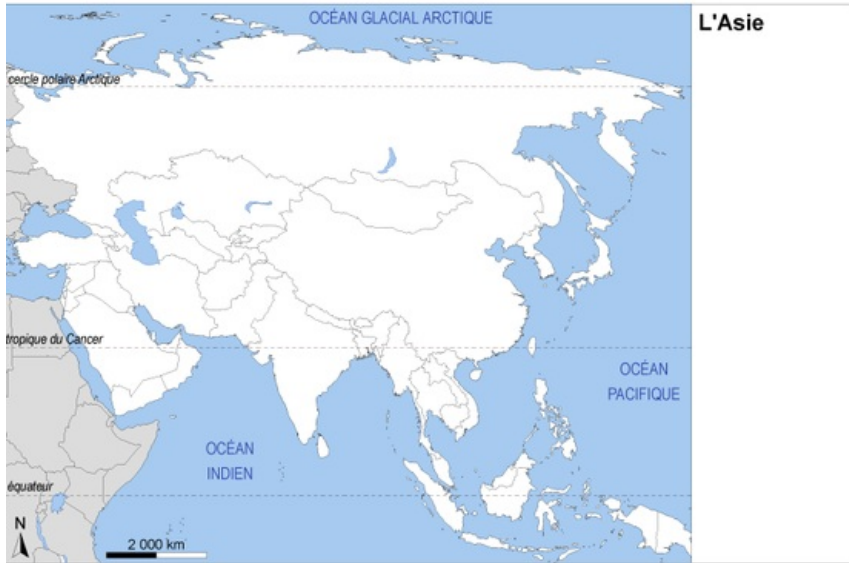 OCÉAN GLACIAL ARCTIQUE
L'Asie
cercle polaire Arctique
tropique du Cancer
OCÉAN
PACIFIQUE
OCÉAN
INDIEN
équateur
N
2 000 km